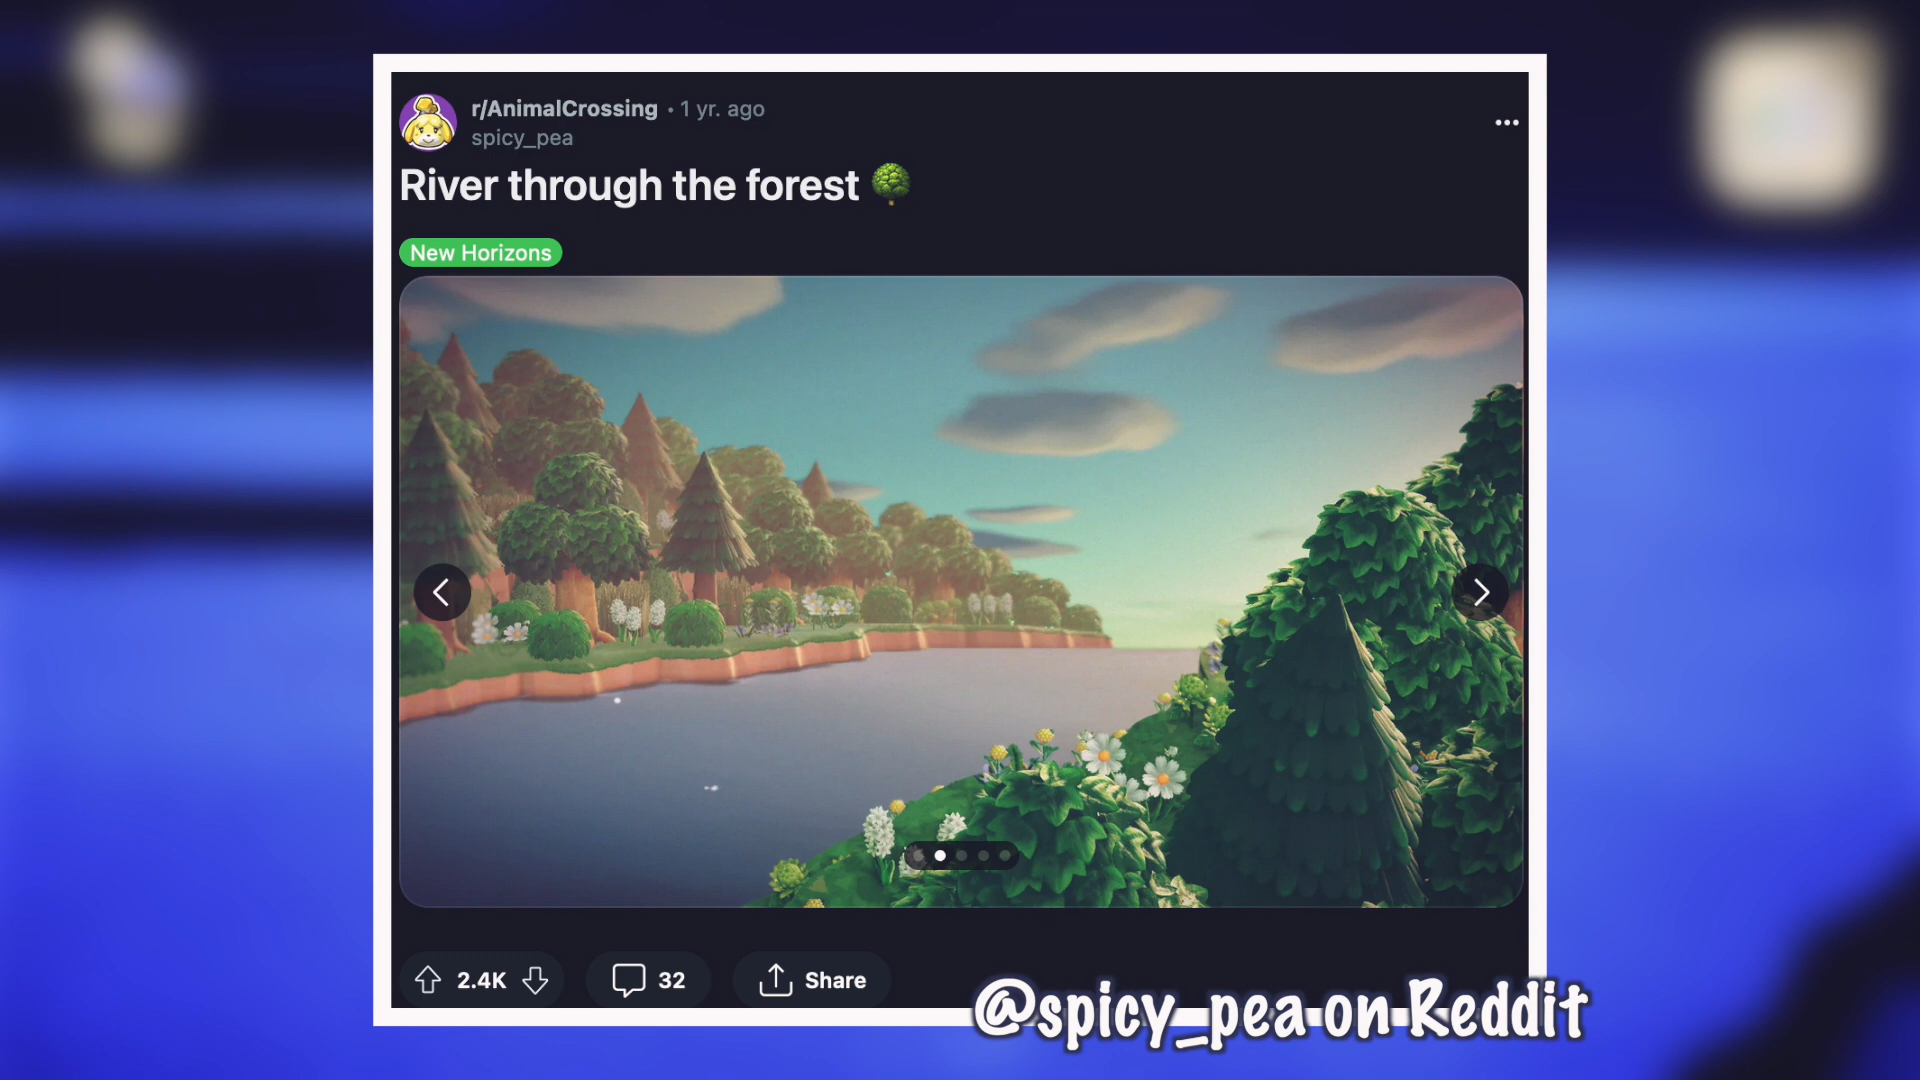 r/AnimalCrossing • 1 yr. ago
spicy_pea
River through the forest 🌳
New Horizons
2.4K
32
Share
@spicy_pea on Reddit